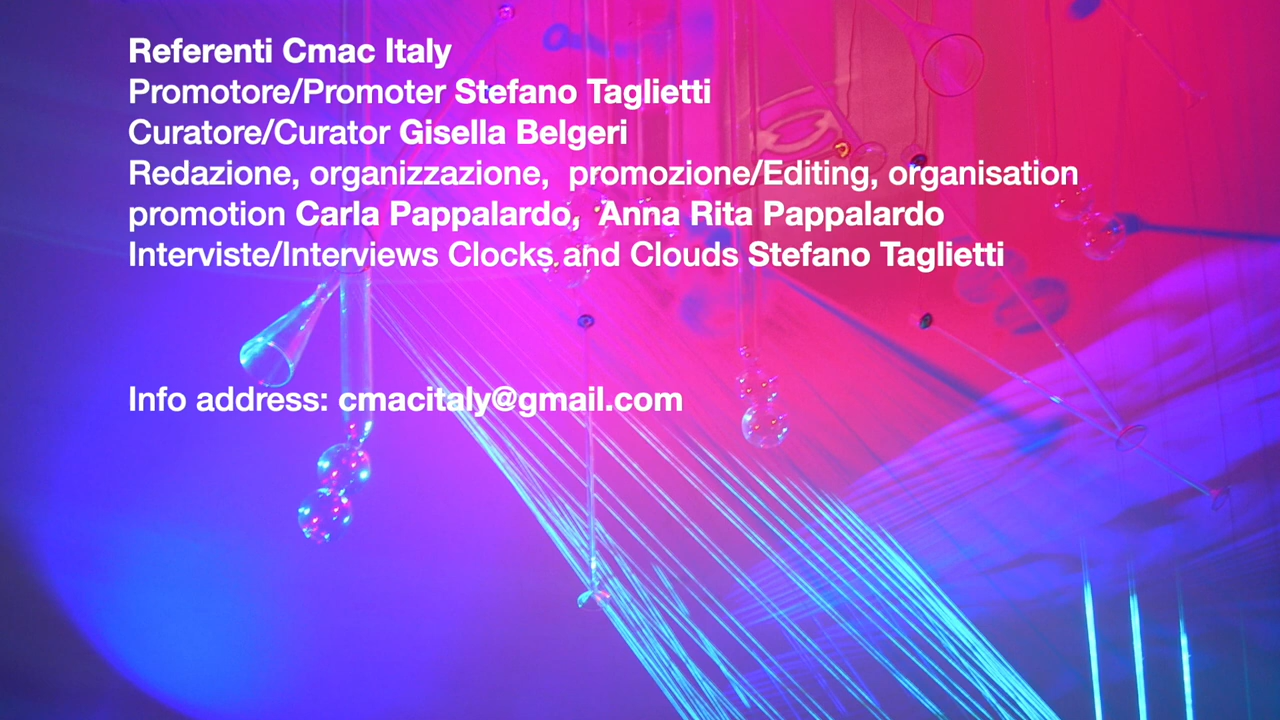 Referenti Cmac Italy
Promotore/Promoter Stefano Taglietti
Curatore/Curator Gisella Belgeri
Redazione, organizzazione,  promozione/Editing, organisation
promotion Carla Pappalardo,  Anna Rita Pappalardo
Interviste/Interviews Clocks and Clouds Stefano Taglietti
Info address: cmacitaly@gmail.com